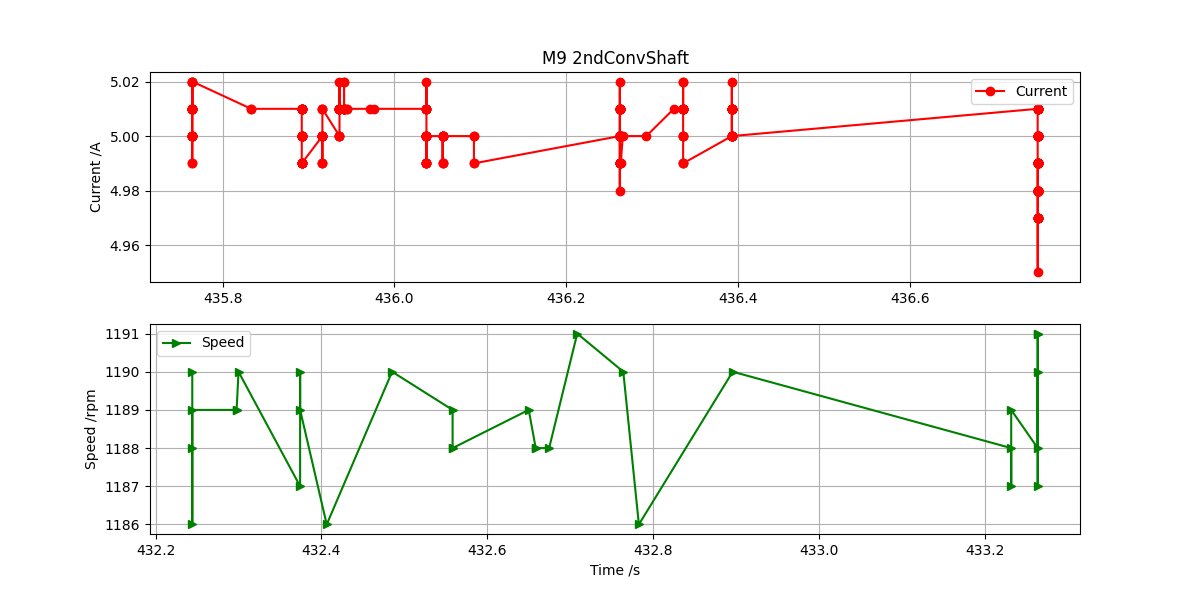 M9 2ndConvShaft
5.02
5.00
4.98
4.96
Current /A
Current
435.8 436.0 436.2 436.4 436.6
1191
1190
1189
1188
1187
1186
Speed /rpm
Speed
432.2 432.4 432.6 432.8 433.0 433.2
Time /s